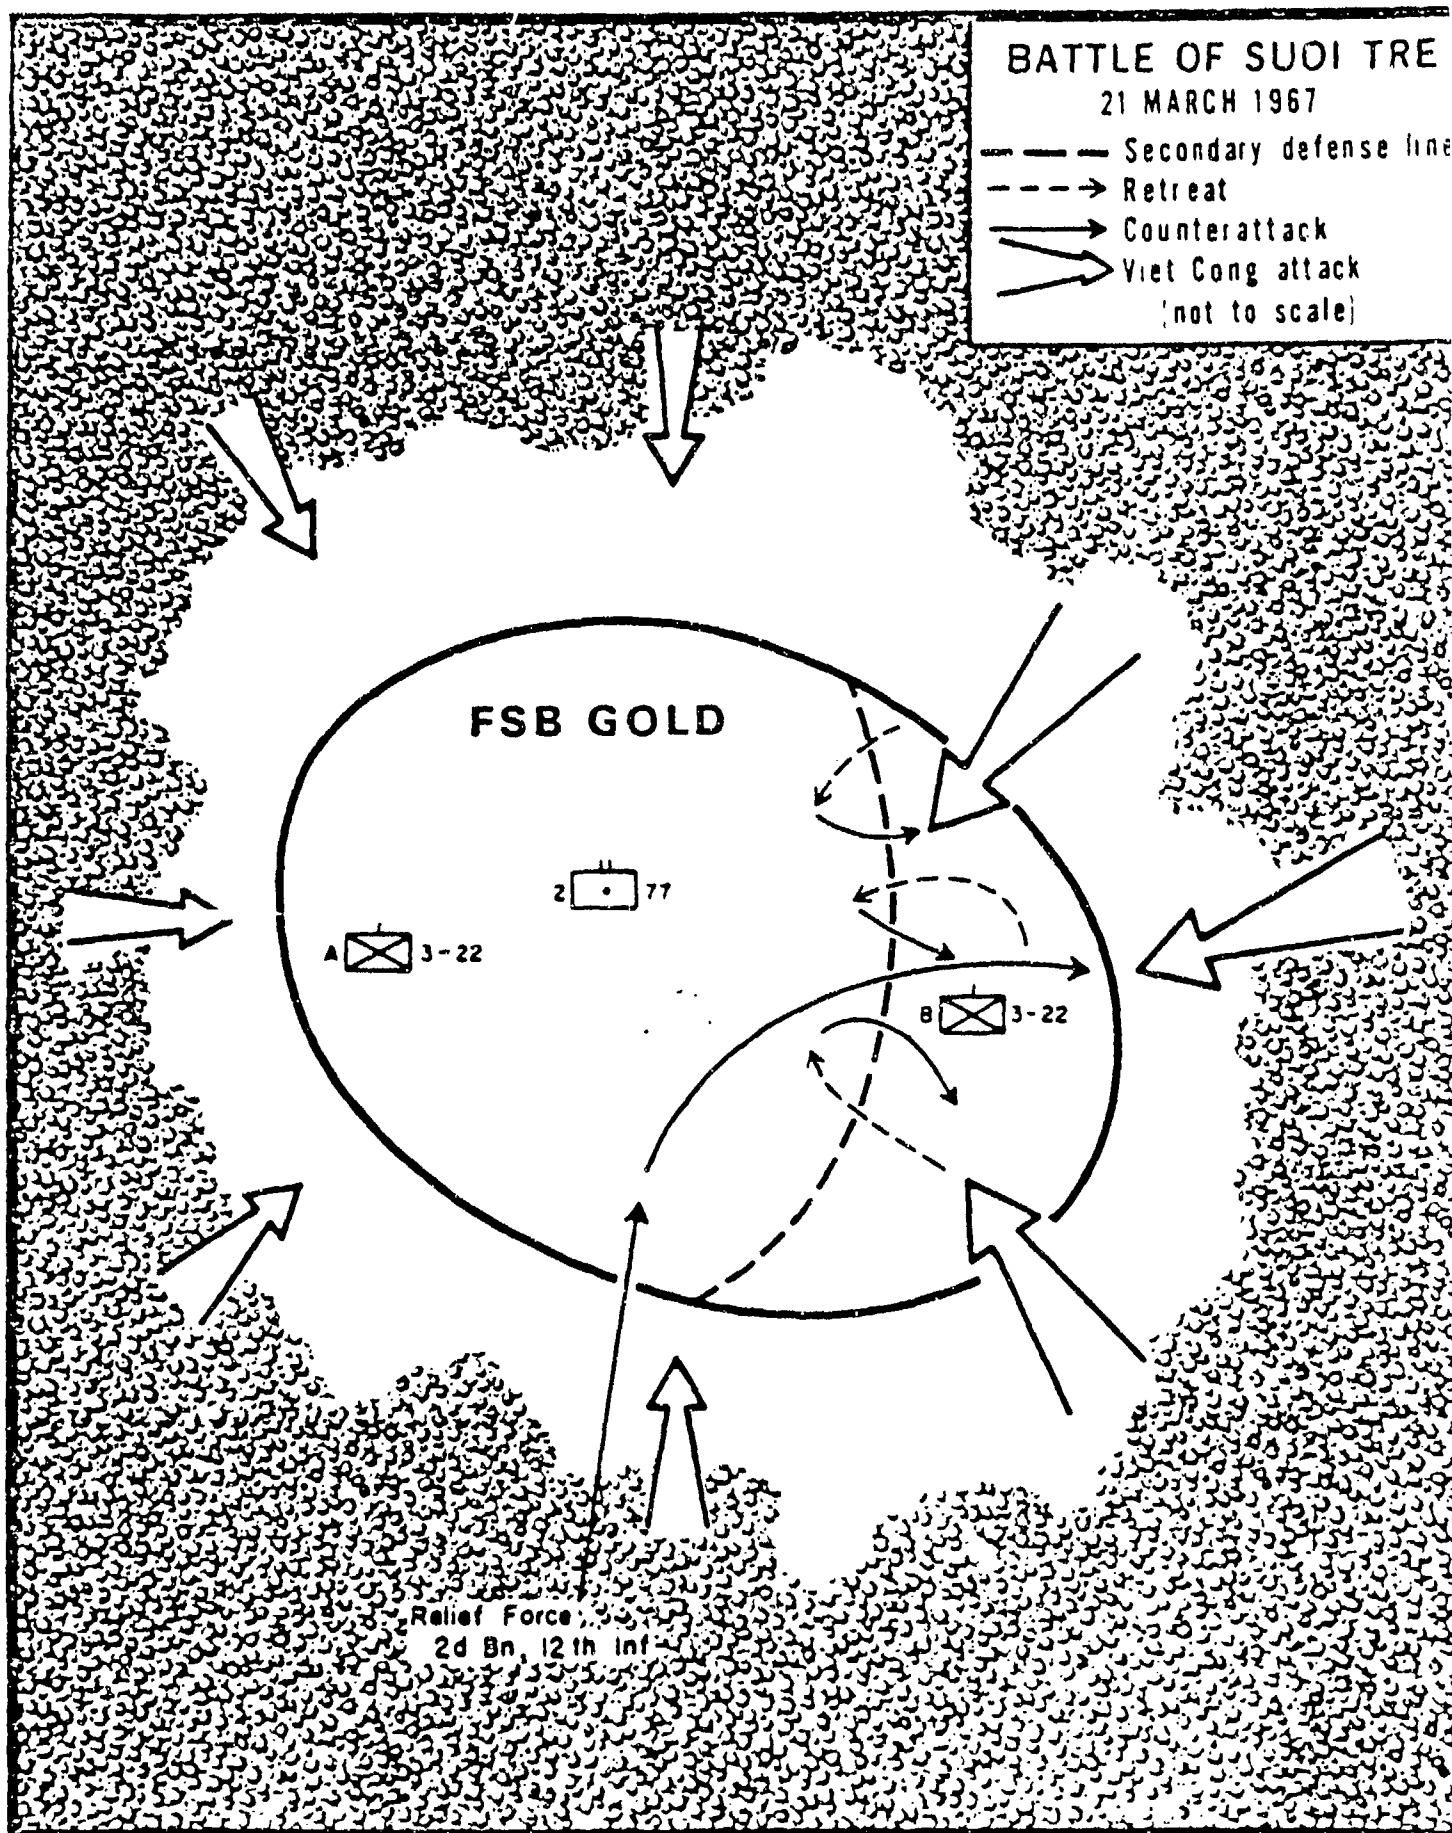 BATTLE OF SUOI TRE
21 MARCH 1967
Secondary defense line
Retreat
Counterattack
Viet Cong attack
(not to scale)
FSB GOLD
2 77
A 3-22
B 3-22
Relief Force
2d Bn, 12th Inf